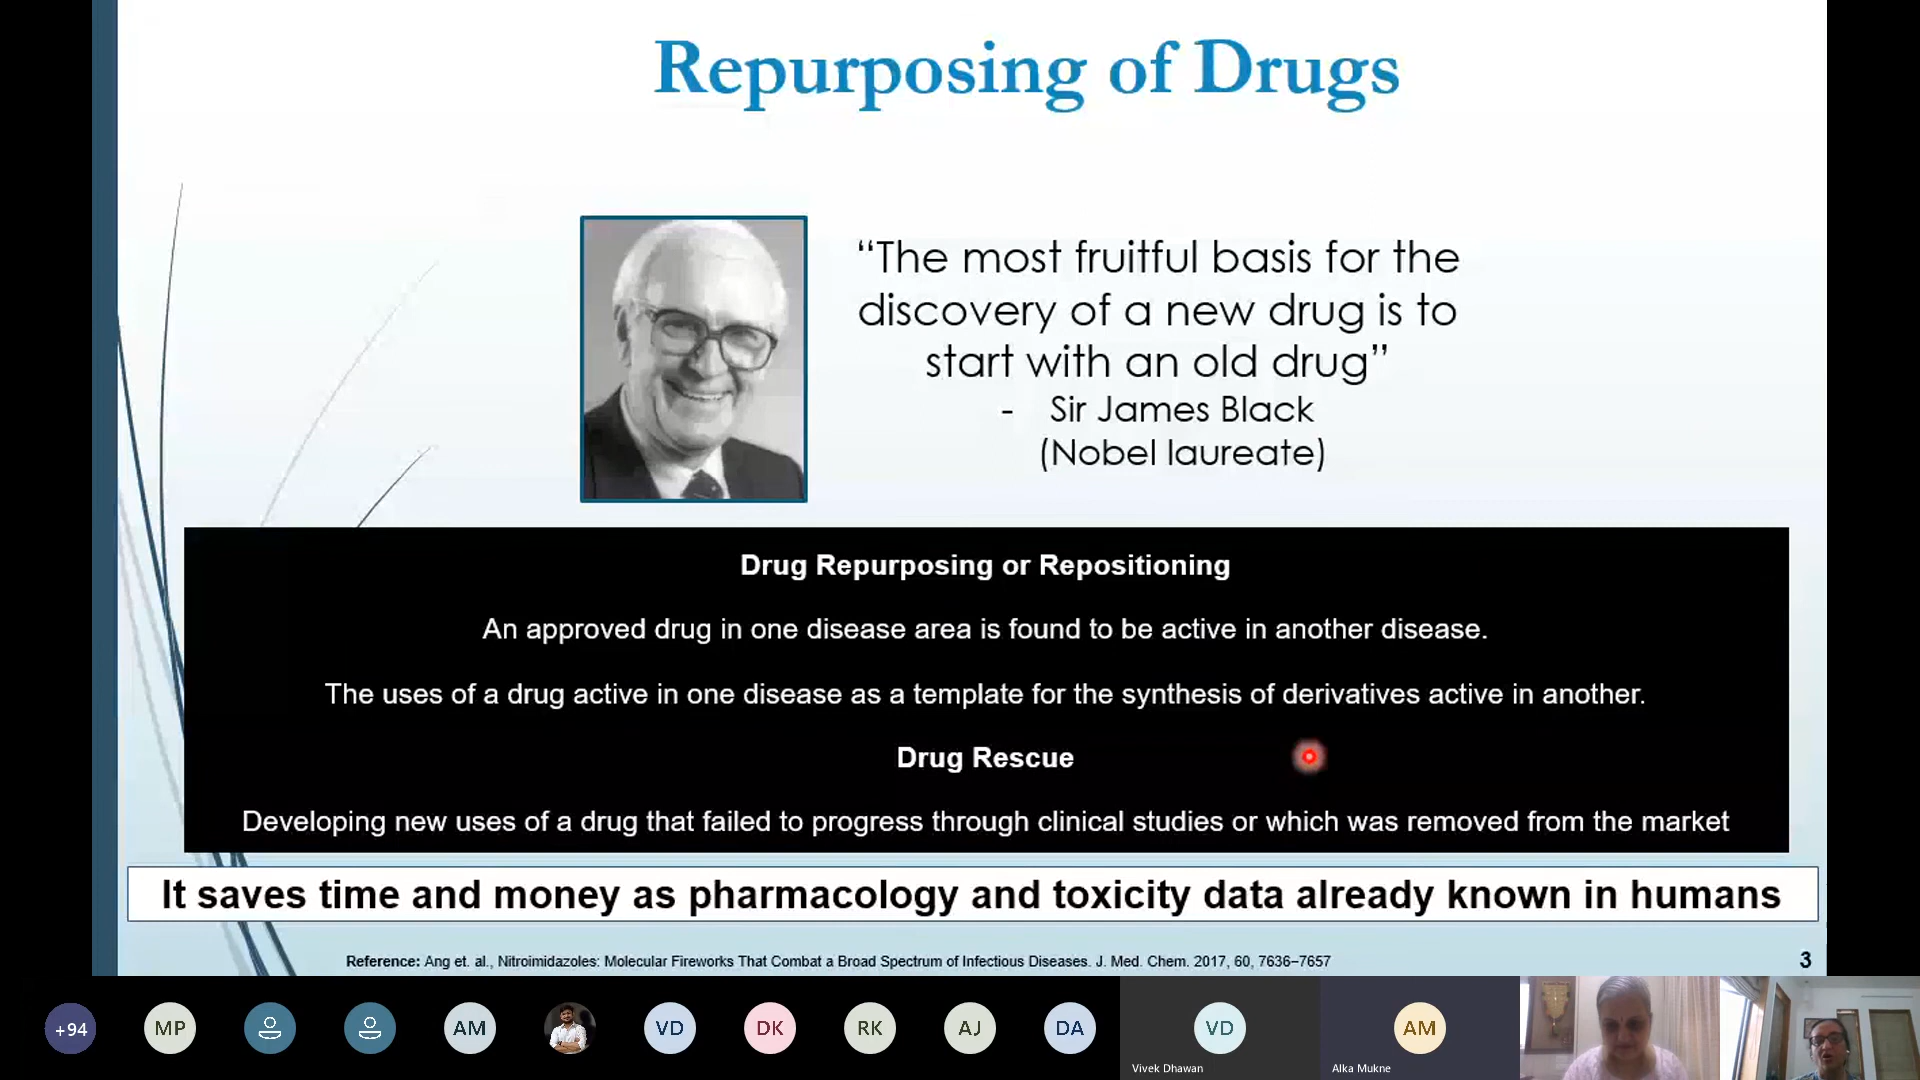 Repurposing of Drugs
“The most fruitful basis for the
discovery of a new drug is to
start with an old drug”
- Sir James Black
(Nobel laureate)
Drug Repurposing or Repositioning
An approved drug in one disease area is found to be active in another disease.
The uses of a drug active in one disease as a template for the synthesis of derivatives active in another.
Drug Rescue
Developing new uses of a drug that failed to progress through clinical studies or which was removed from the market
It saves time and money as pharmacology and toxicity data already known in humans
Reference: Ang et. al., Nitroimidazoles: Molecular Fireworks That Combat a Broad Spectrum of Infectious Diseases. J. Med. Chem. 2017, 60, 7636–7657
3
+94
MP
AM
VD
DK
RK
AJ
DA
VD
Vivek Dhawan
AM
Alka Mukne